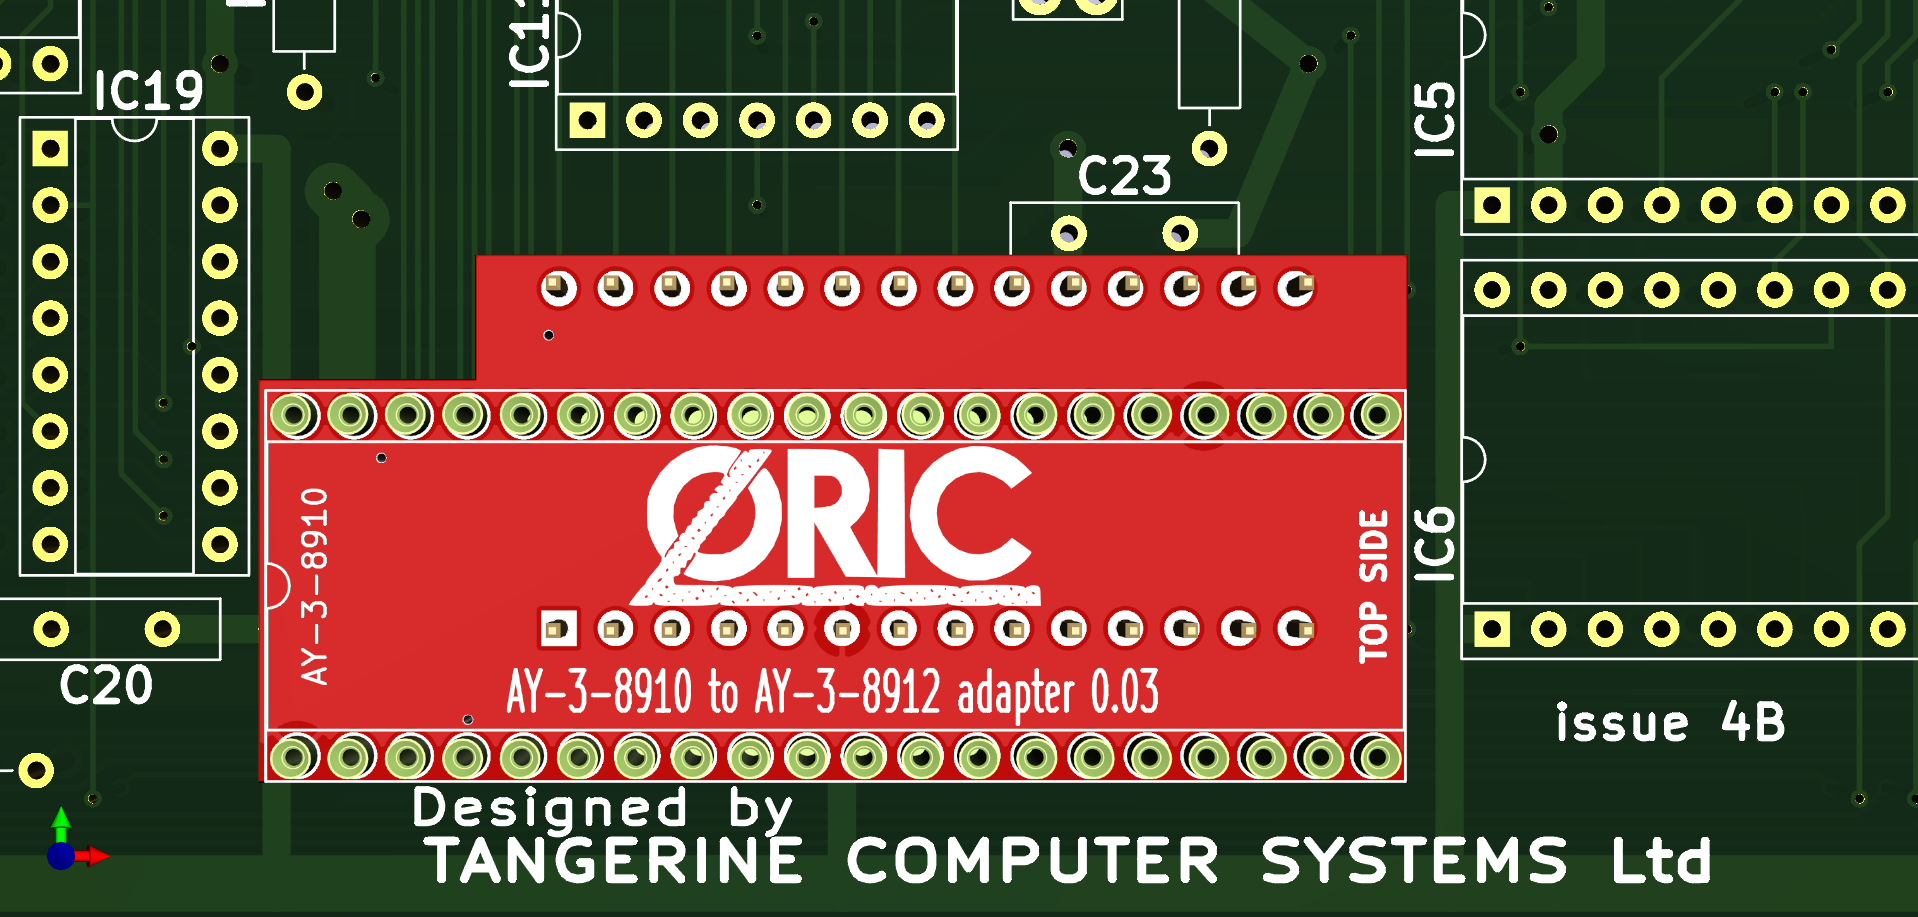 IC19
IC5
C23
ORIC
AY-3-8910
TOP SIDE
IC6
AY-3-8910 to AY-3-8912 adapter 0.03
C20
issue 4B
Designed by
TANGERINE COMPUTER SYSTEMS Ltd